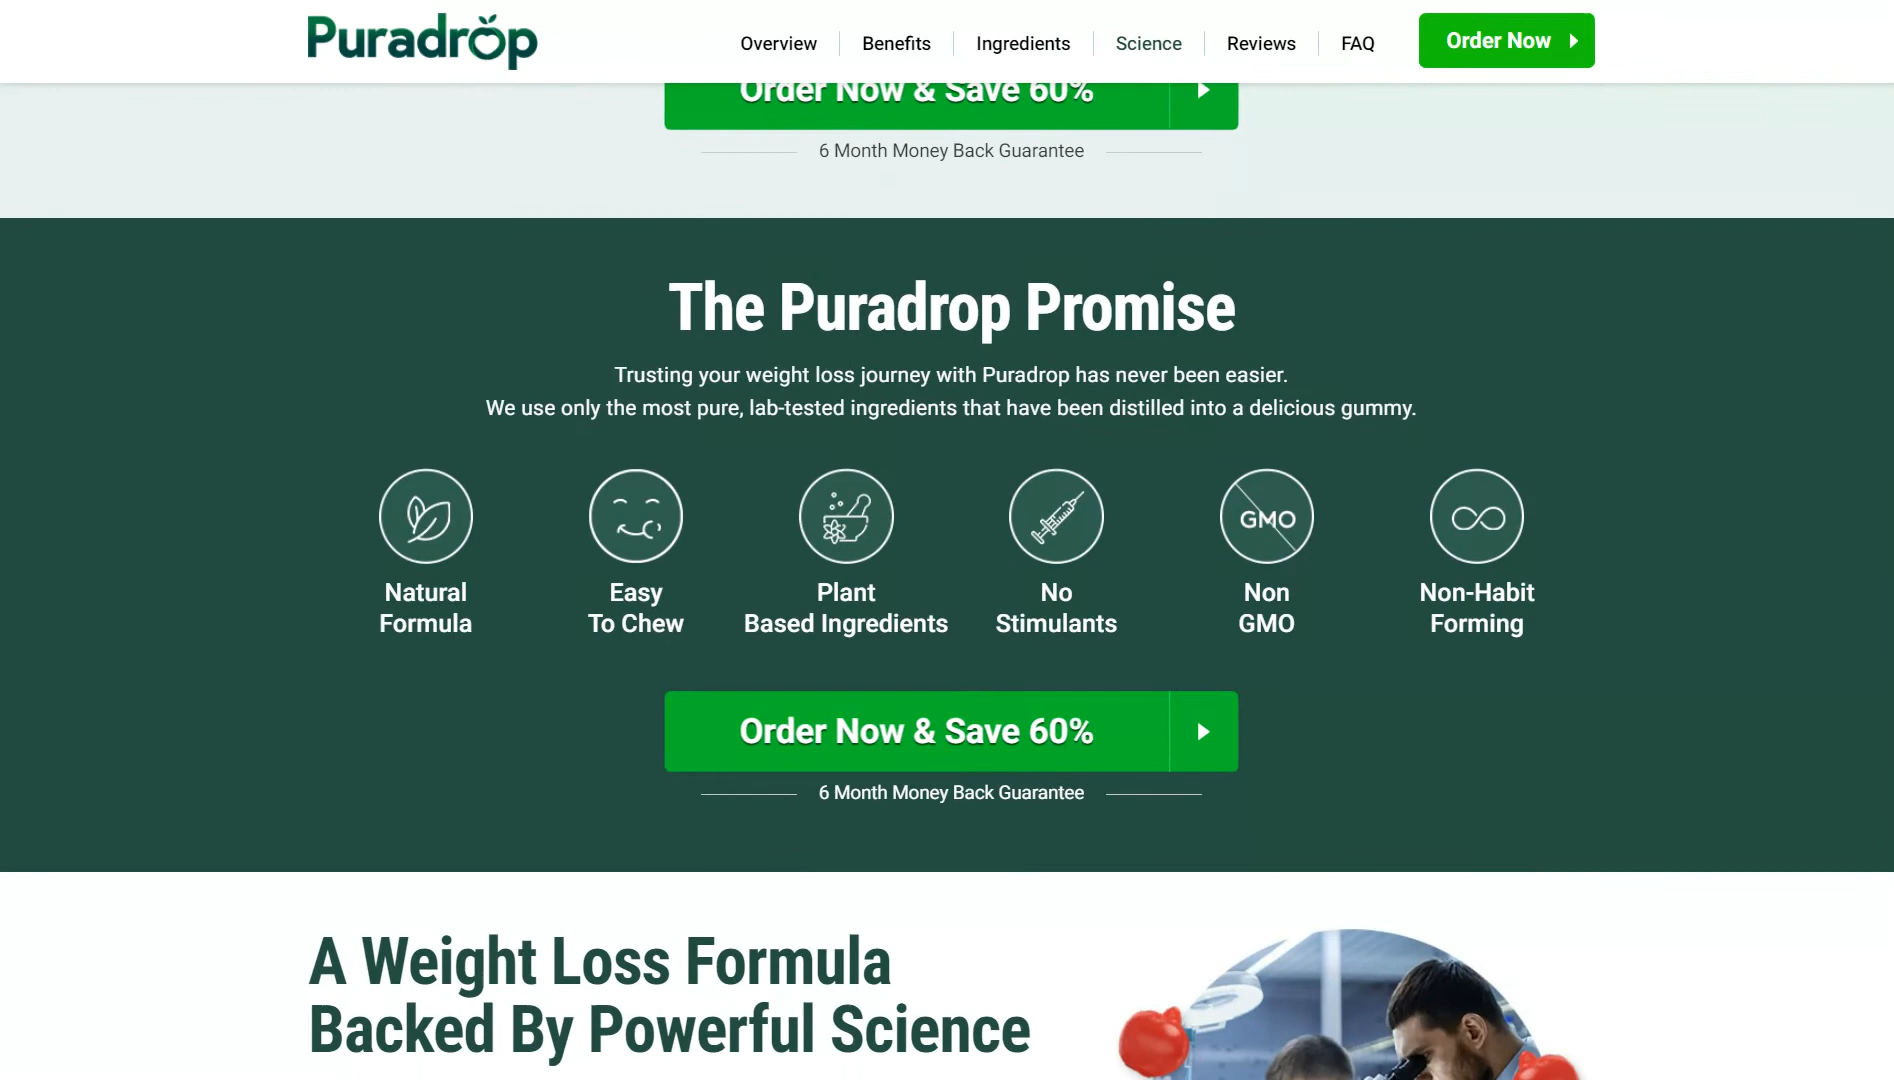 Puradrop
Overview
Benefits
Ingredients
Science
Reviews
FAQ
Order Now
Order Now & Save 60%
6 Month Money Back Guarantee
The Puradrop Promise
Trusting your weight loss journey with Puradrop has never been easier.
We use only the most pure, lab-tested ingredients that have been distilled into a delicious gummy.
GMO
Natural
Formula
Easy
To Chew
Plant
Based Ingredients
No
Stimulants
Non
GMO
Non-Habit
Forming
Order Now & Save 60%
6 Month Money Back Guarantee
A Weight Loss Formula
Backed By Powerful Science